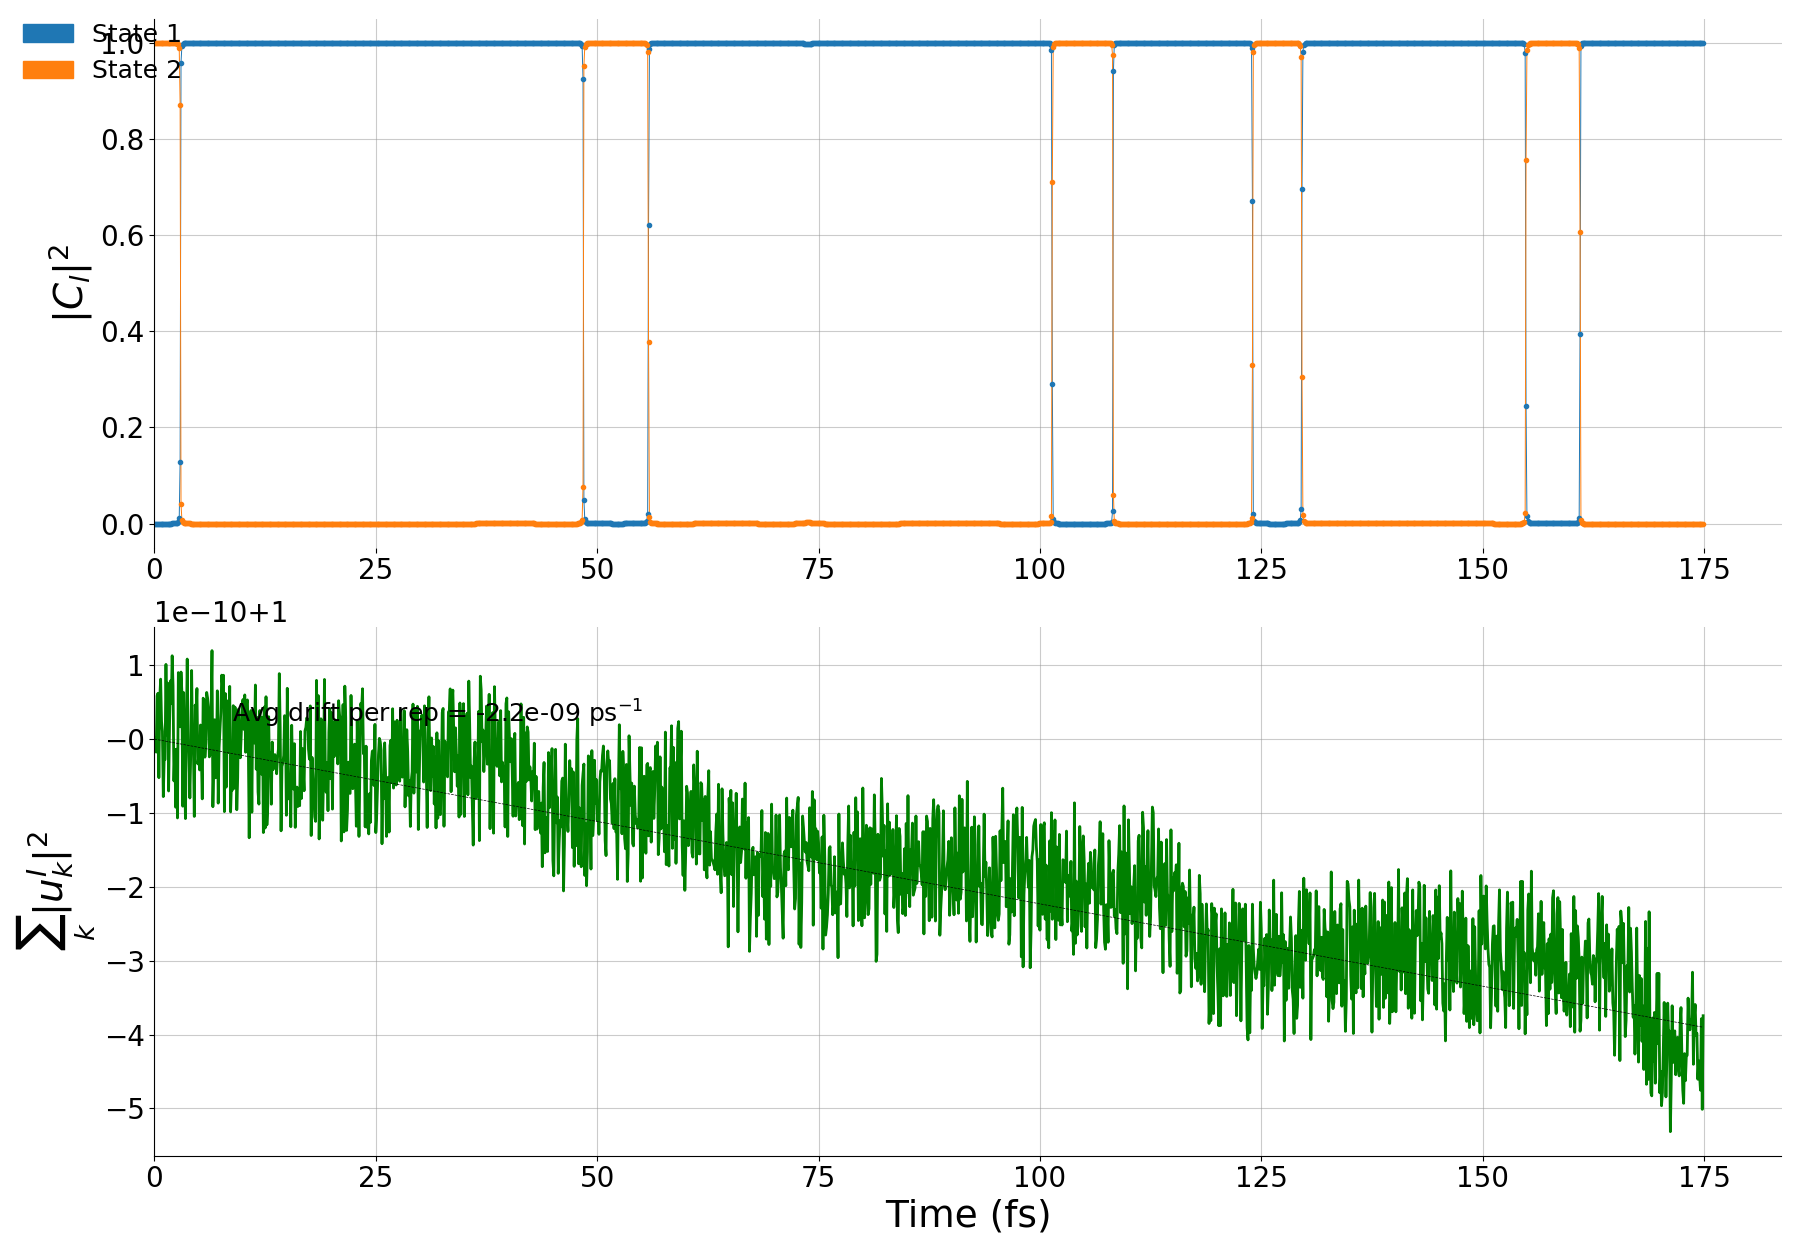 State 1
State 2
1.0
0.8
0.6
0.4
0.2
0.0
|C_l|^2
0 25 50 75 100 125 150 175
1e−10+1
1
−0
−1
−2
−3
−4
−5
Avg drift per rep = -2.2e-09 ps^{−1}
∑_k |u_k^l|^2
0 25 50 75 100 125 150 175
Time (fs)